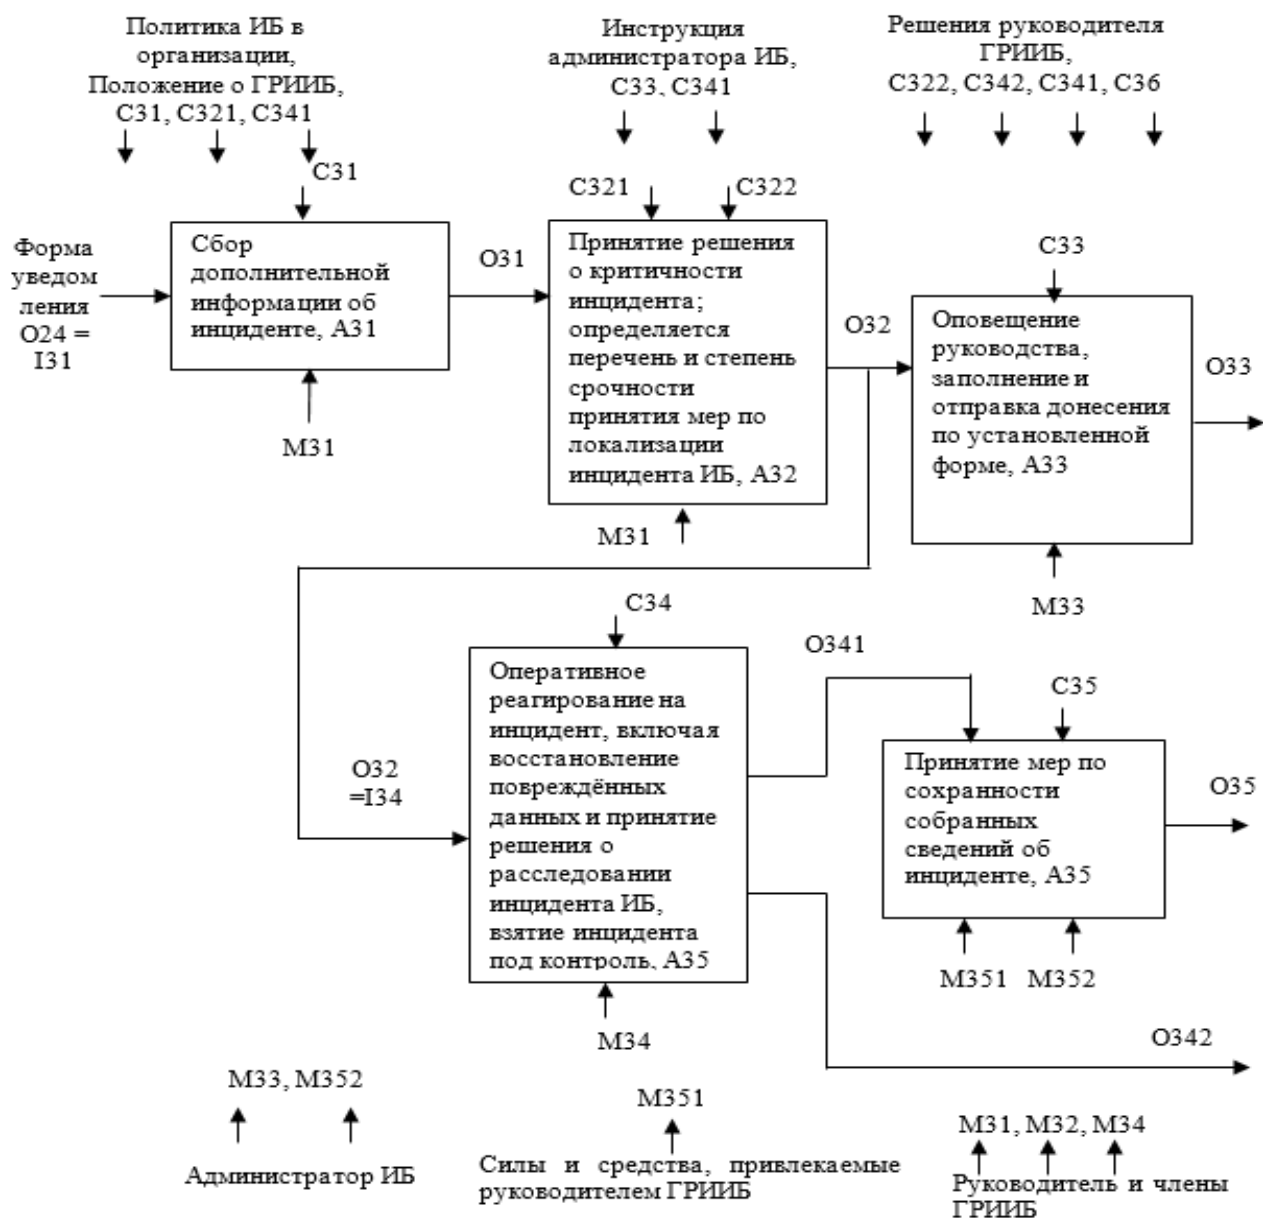 Политика ИБ в
организации,
Положение о ГРИИБ,
С31, С321, С341
Инструкция
администратора ИБ,
С33, С341
Решения руководителя
ГРИИБ,
С322, С342, С341, С36
С31
С321
С322
С33
Форма
уведом
ления
О24 =
I31
Сбор
дополнительной
информации об
инциденте, А31
О31
Принятие решения
о критичности
инцидента;
определяется
перечень и степень
срочности
принятия мер по
локализации
инцидента ИБ, А32
О32
Оповещение
руководства,
заполнение и
отправка донесения
по установленной
форме, А33
О33
М31
М31
М33
С34
О32
=I34
Оперативное
реагирование на
инцидент, включая
восстановление
повреждённых
данных и принятие
решения о
расследовании
инцидента ИБ,
взятие инцидента
под контроль, А35
О341
С35
Принятие мер по
сохранности
собранных
сведений об
инциденте, А35
О35
М351
М352
М34
О342
М33, М352
Администратор ИБ
М351
Силы и средства, привлекаемые
руководителем ГРИИБ
М31, М32, М34
Руководитель и члены
ГРИИБ